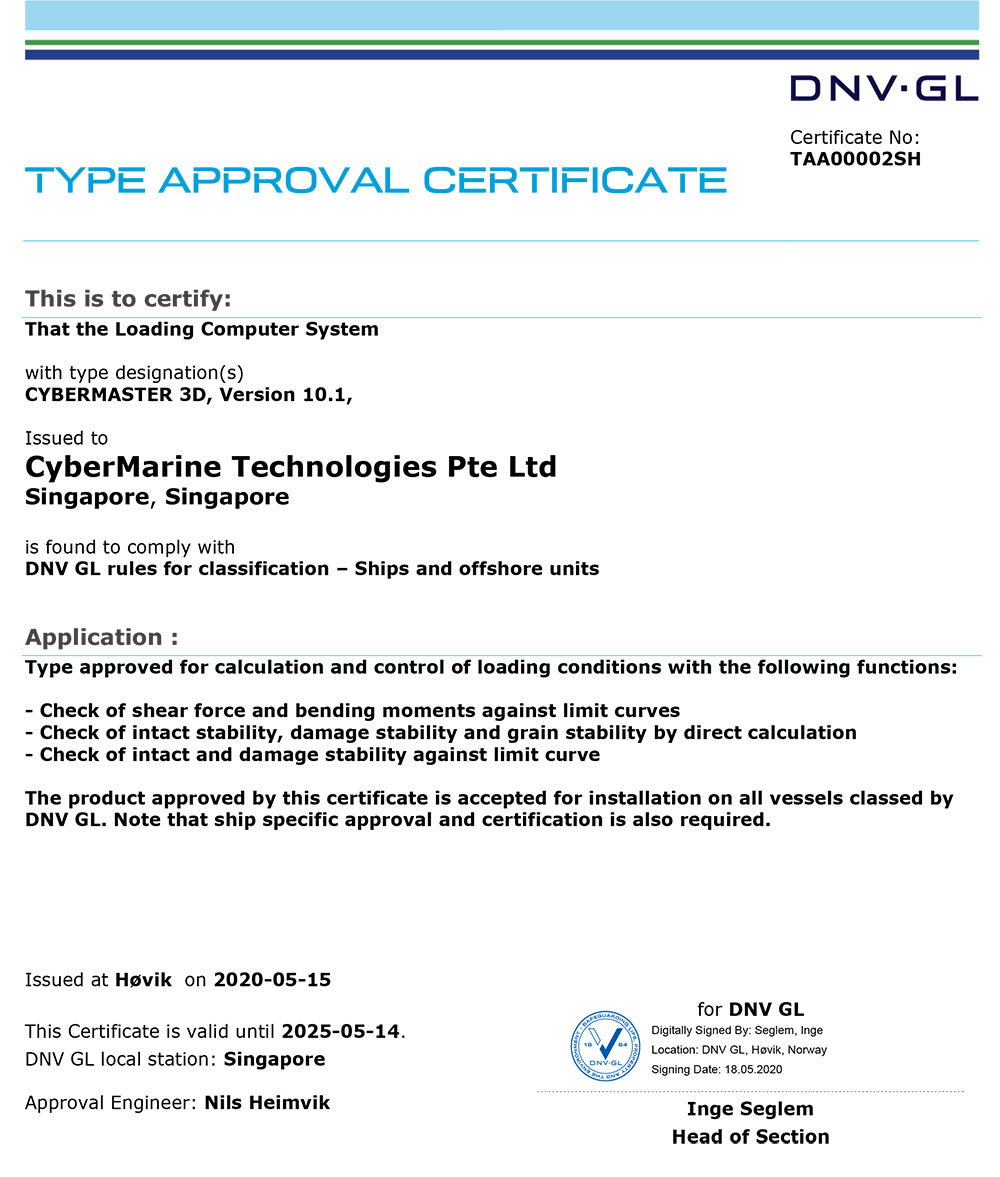 DNV·GL
Certificate No:
TAA00002SH
TYPE APPROVAL CERTIFICATE
This is to certify:
That the Loading Computer System
with type designation(s)
CYBERMASTER 3D, Version 10.1,
Issued to
CyberMarine Technologies Pte Ltd
Singapore, Singapore
is found to comply with
DNV GL rules for classification – Ships and offshore units
Application :
Type approved for calculation and control of loading conditions with the following functions:
- Check of shear force and bending moments against limit curves
- Check of intact stability, damage stability and grain stability by direct calculation
- Check of intact and damage stability against limit curve
The product approved by this certificate is accepted for installation on all vessels classed by
DNV GL. Note that ship specific approval and certification is also required.
Issued at Høvik on 2020-05-15
This Certificate is valid until 2025-05-14.
DNV GL local station: Singapore
Approval Engineer: Nils Heimvik
SAFEGUARDING LIFE, PROPERTY AND THE ENVIRONMENT
18 64
DNV·GL
for DNV GL
Digitally Signed By: Seglem, Inge
Location: DNV GL, Høvik, Norway
Signing Date: 18.05.2020
Inge Seglem
Head of Section